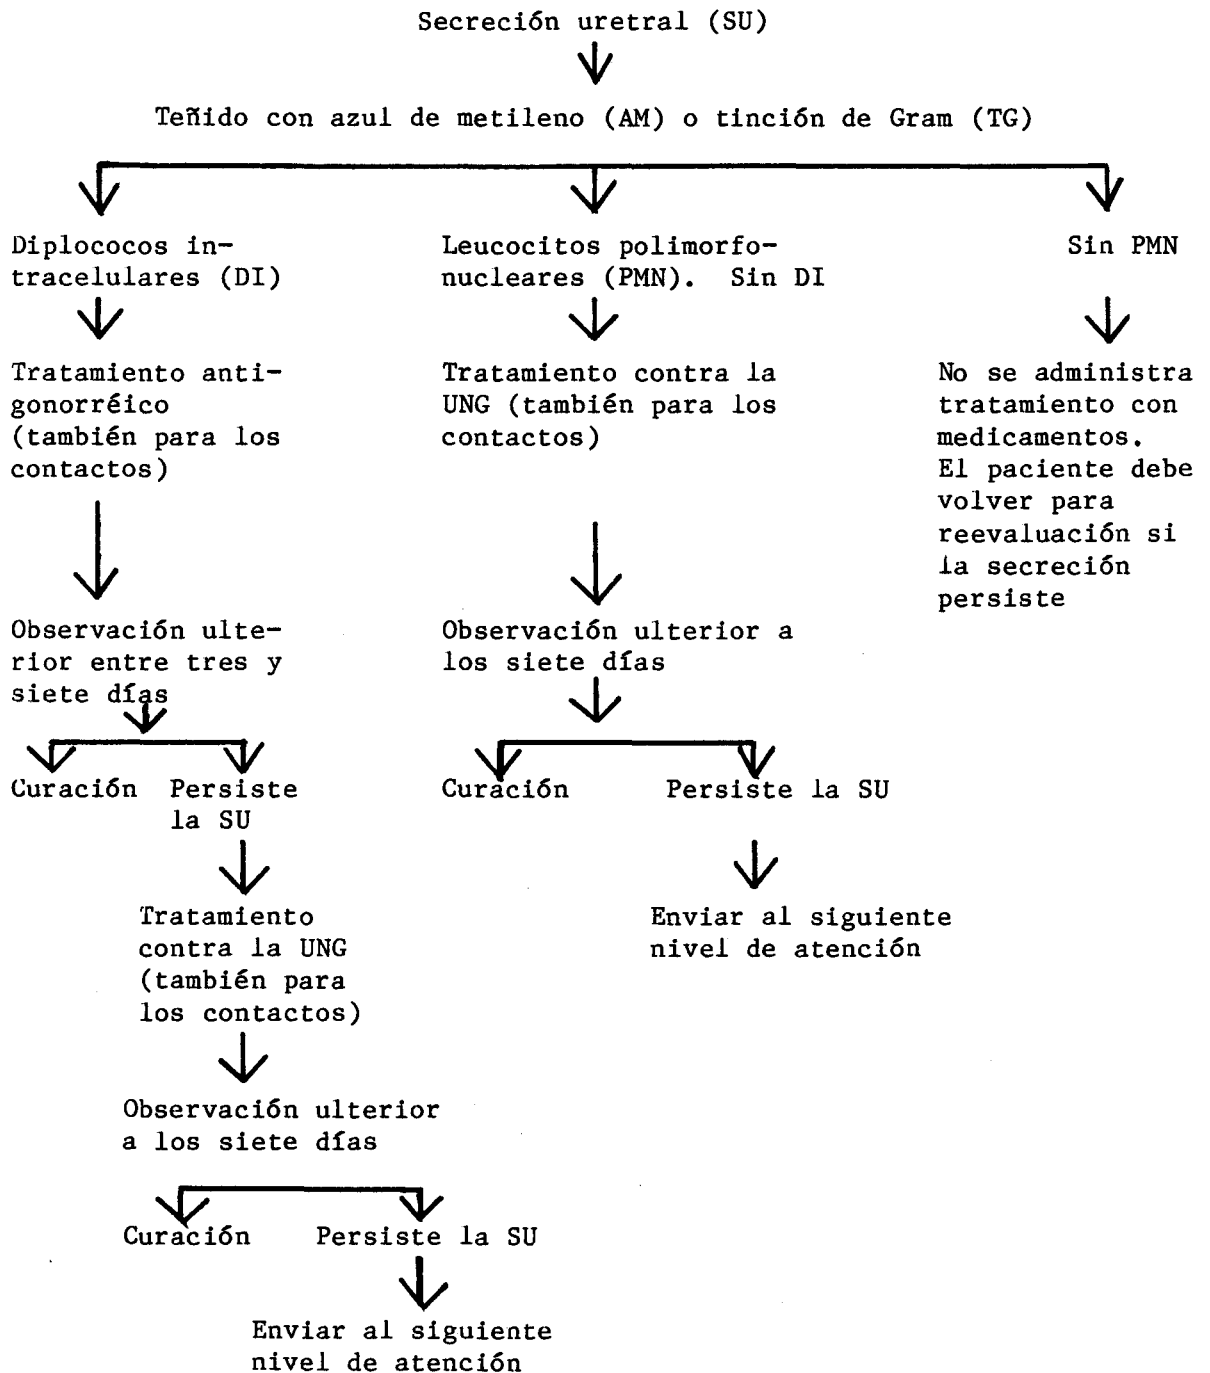 Secreción uretral (SU)
Teñido con azul de metileno (AM) o tinción de Gram (TG)
Diplococos in-
tracelulares (DI)
Tratamiento anti-
gonorréico
(también para los
contactos)
Observación ulte-
rior entre tres y
siete días
Curación
Persiste
la SU
Tratamiento
contra la UNG
(también para
los contactos)
Observación ulterior
a los siete días
Curación
Persiste la SU
Enviar al siguiente
nivel de atención
Leucocitos polimorfo-
nucleares (PMN). Sin DI
Tratamiento contra la
UNG (también para los
contactos)
Observación ulterior a
los siete días
Curación
Persiste la SU
Enviar al siguiente
nivel de atención
Sin PMN
No se administra
tratamiento con
medicamentos.
El paciente debe
volver para
reevaluación si
la secreción
persiste